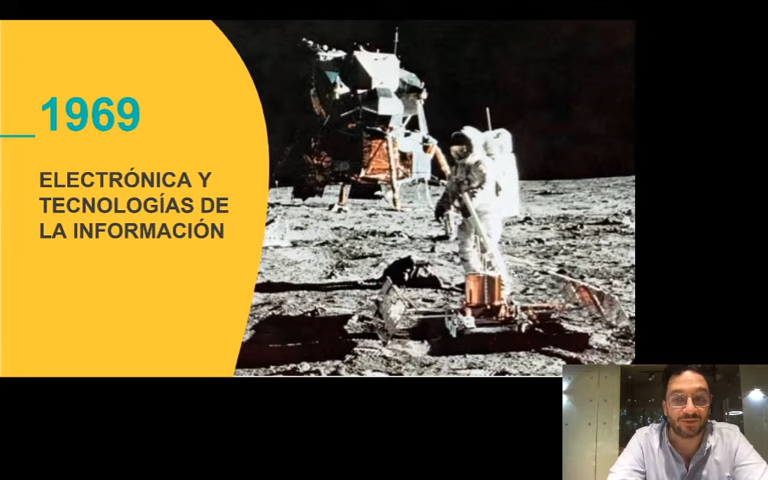 1969
ELECTRÓNICA Y
TECNOLOGÍAS DE
LA INFORMACIÓN